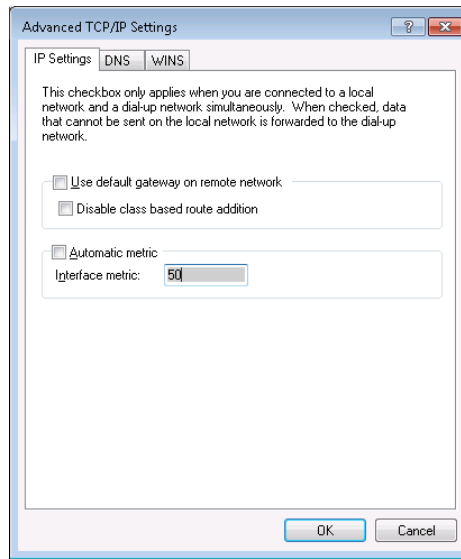 Advanced TCP/IP Settings
IP Settings DNS WINS
This checkbox only applies when you are connected to a local
network and a dial-up network simultaneously. When checked, data
that cannot be sent on the local network is forwarded to the dial-up
network.
Use default gateway on remote network
Disable class based route addition
Automatic metric
Interface metric: 50
OK Cancel